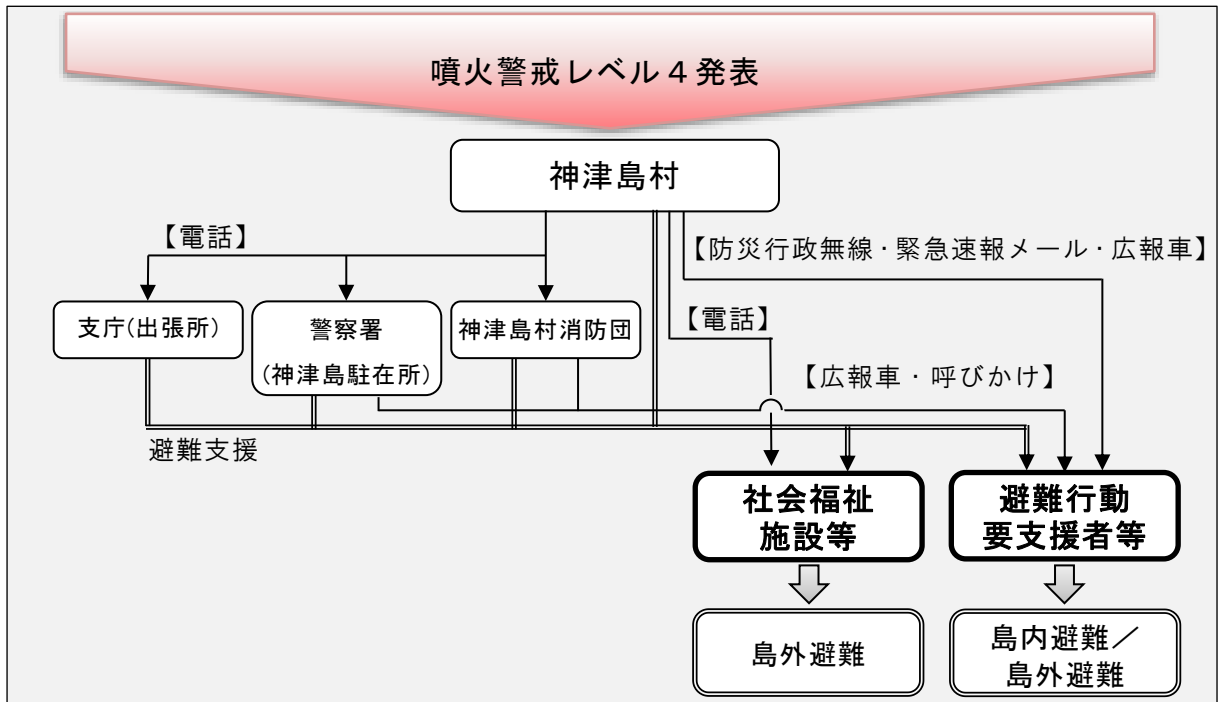 噴火警戒レベル４発表
神津島村
【電話】
【防災行政無線・緊急速報メール・広報車】
支庁(出張所)
警察署
(神津島駐在所)
神津島村消防団
【電話】
【広報車・呼びかけ】
避難支援
社会福祉
施設等
避難行動
要支援者等
島外避難
島内避難／
島外避難